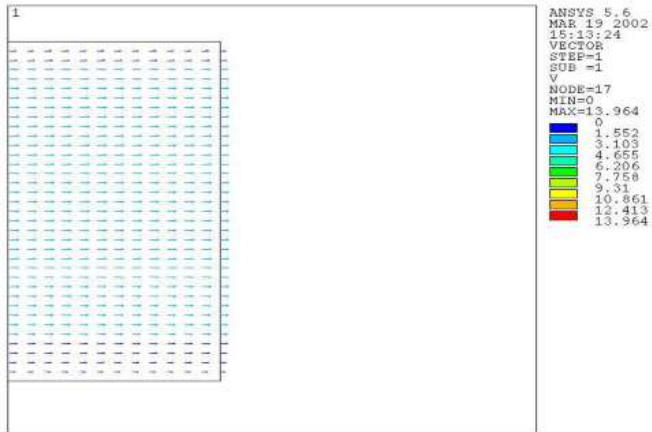 1
ANSYS 5.6
MAR 19 2002
15:13:24
VECTOR
STEP=1
SUB =1
V
NODE=17
MIN=0
MAX=13.964
0
1.552
3.103
4.655
6.206
7.758
9.31
10.861
12.413
13.964